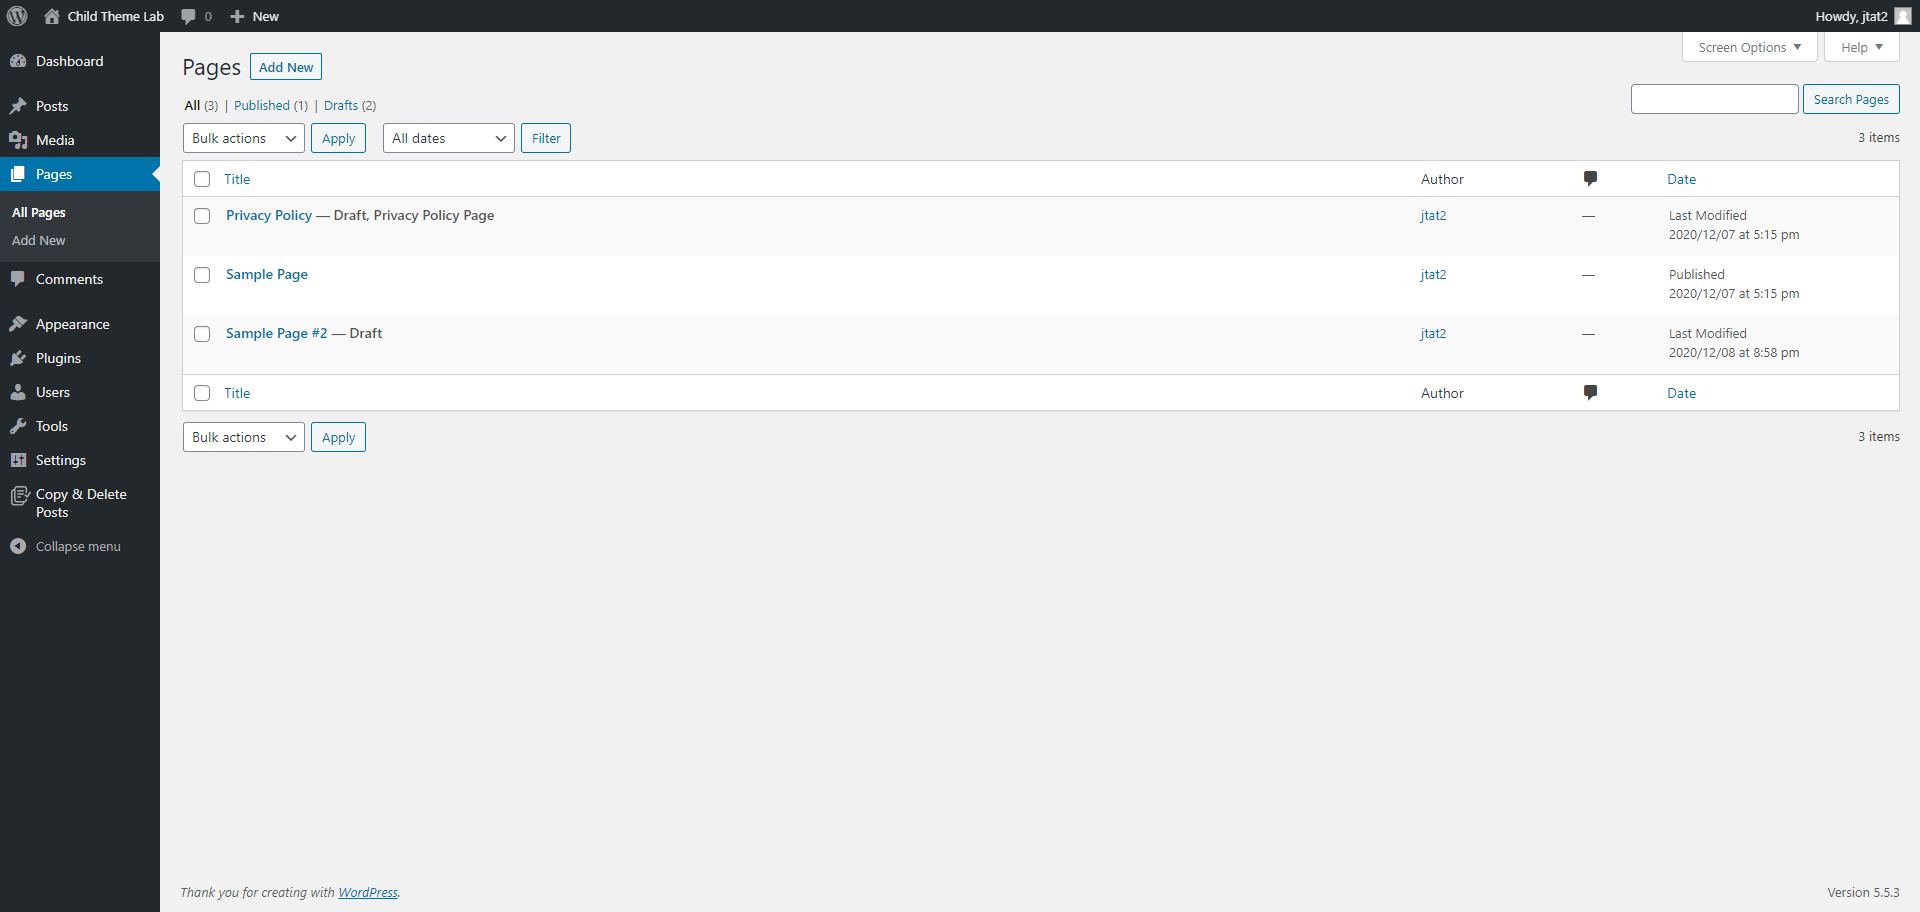 Child Theme Lab 0 New Howdy, jtat2
Screen Options Help
Dashboard
Posts
Media
Pages
All Pages
Add New
Comments
Appearance
Plugins
Users
Tools
Settings
Copy & Delete
Posts
Collapse menu
Pages Add New
All (3) | Published (1) | Drafts (2)
Search Pages
Bulk actions Apply All dates Filter 3 items
Title Author Date
Privacy Policy — Draft, Privacy Policy Page jtat2 — Last Modified
2020/12/07 at 5:15 pm
Sample Page jtat2 — Published
2020/12/07 at 5:15 pm
Sample Page #2 — Draft jtat2 — Last Modified
2020/12/08 at 8:58 pm
Title Author Date
Bulk actions Apply 3 items
Thank you for creating with WordPress. Version 5.5.3